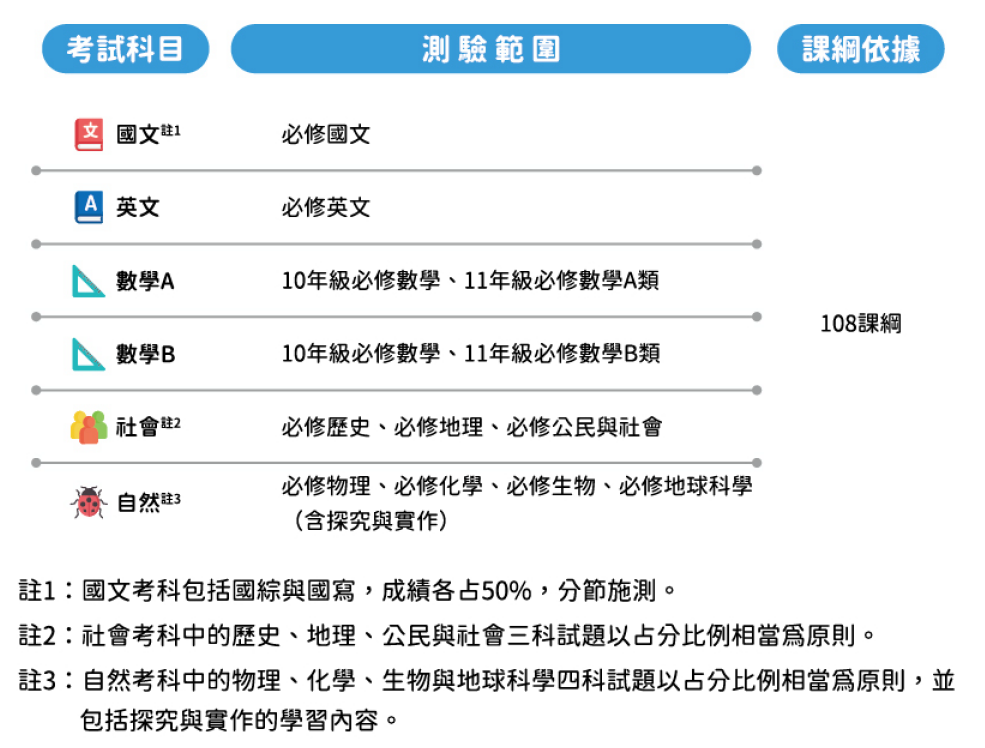 考試科目 測驗範圍 課綱依據
文 國文註1 必修國文
A 英文 必修英文
數學A 10年級必修數學、11年級必修數學A類
108課綱
數學B 10年級必修數學、11年級必修數學B類
社會註2 必修歷史、必修地理、必修公民與社會
自然註3 必修物理、必修化學、必修生物、必修地球科學
（含探究與實作）
註1：國文考科包括國綜與國寫，成績各占50%，分節施測。
註2：社會考科中的歷史、地理、公民與社會三科試題以占分比例相當為原則。
註3：自然考科中的物理、化學、生物與地球科學四科試題以占分比例相當為原則，並
包括探究與實作的學習內容。